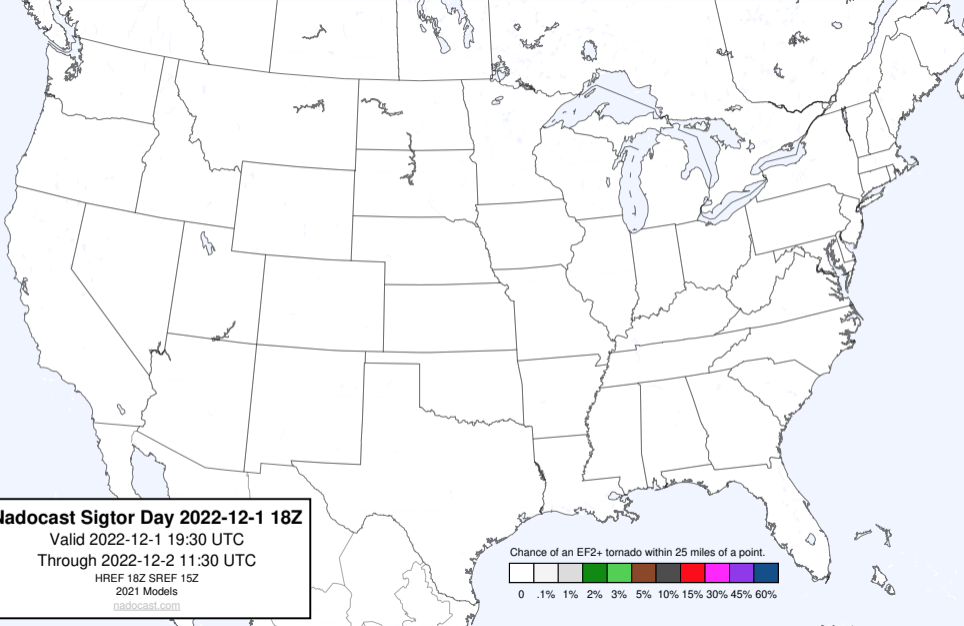 Nadocast Sigtor Day 2022-12-1 18Z
Valid 2022-12-1 19:30 UTC
Through 2022-12-2 11:30 UTC
HREF 18Z SREF 15Z
2021 Models
nadocast.com
Chance of an EF2+ tornado within 25 miles of a point.
0 .1% 1% 2% 3% 5% 10% 15% 30% 45% 60%